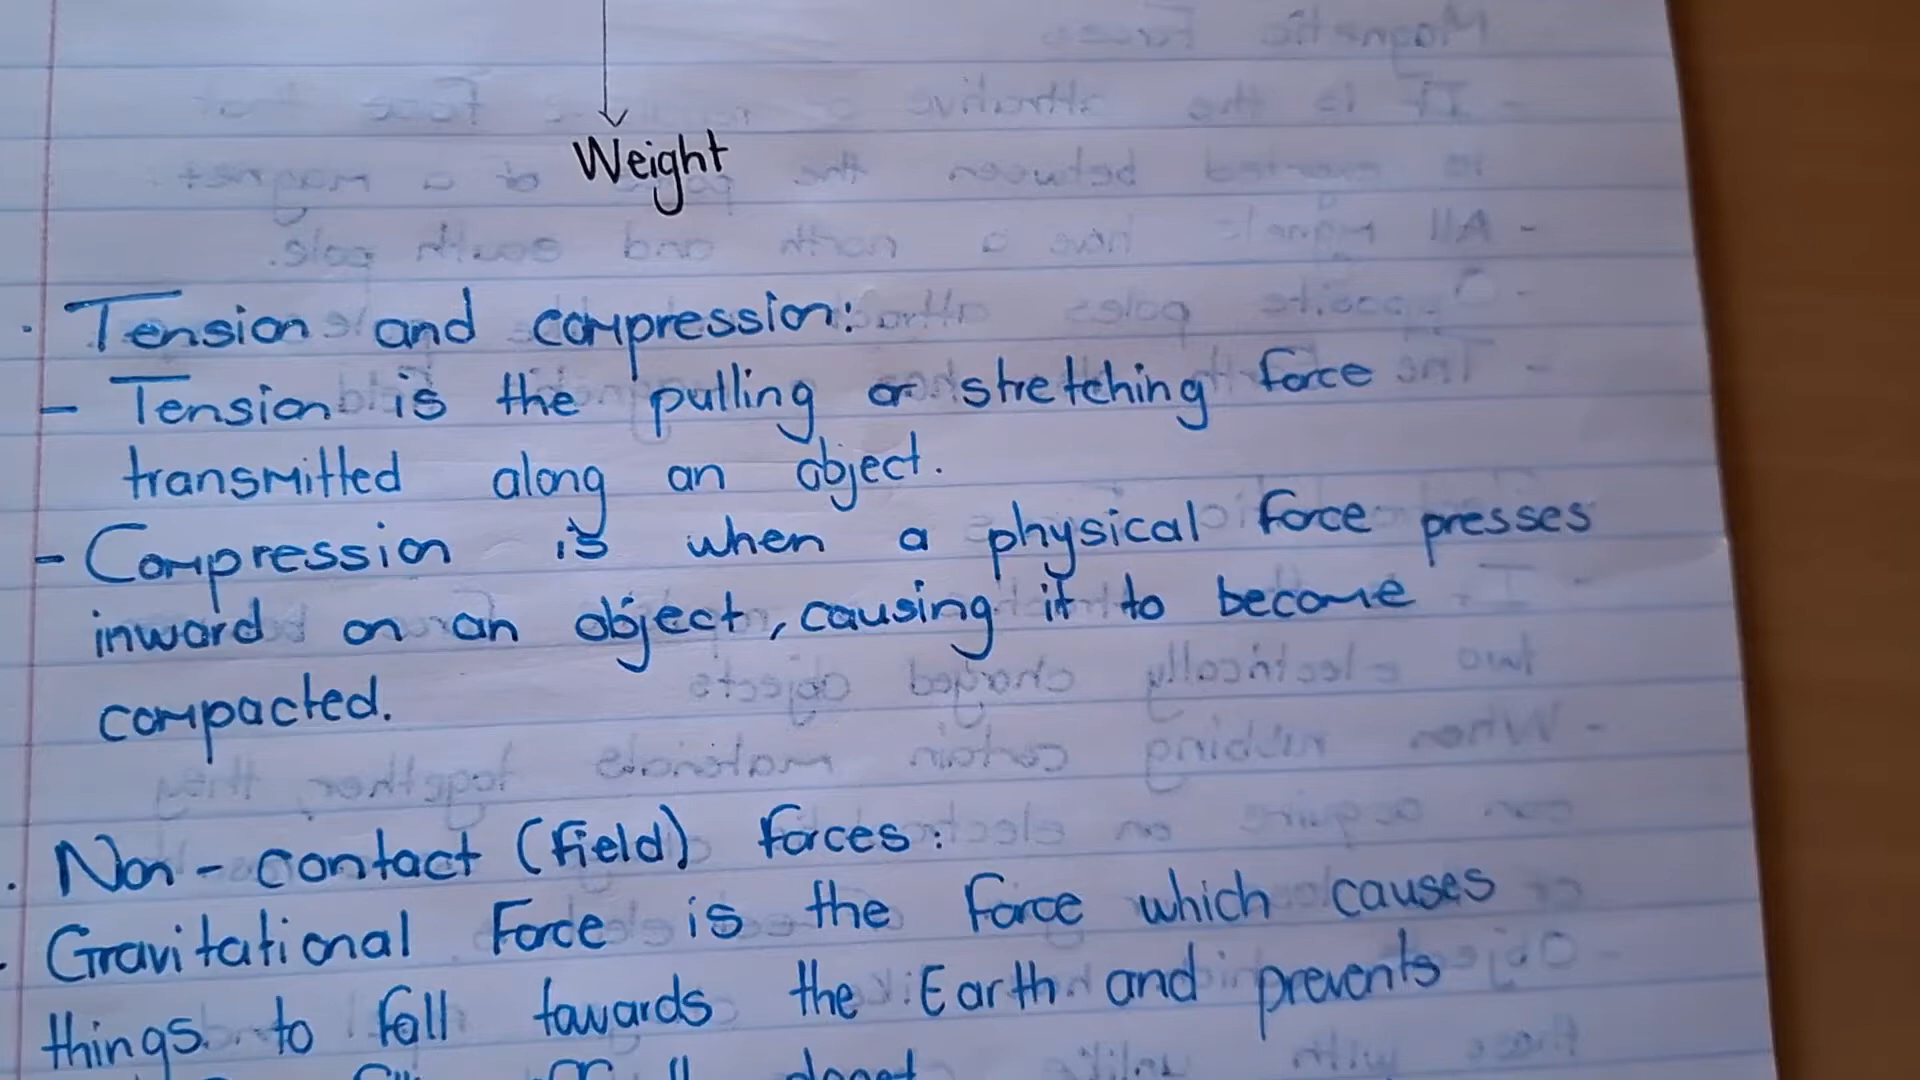 Weight
· Tension and compression:
- Tension is the pulling or stretching force
transmitted along an object.
- Compression is when a physical force presses
inward on an object, causing it to become
compacted.
· Non-contact (field) forces:
- Gravitational Force is the force which causes
things to fall towards the Earth and prevents